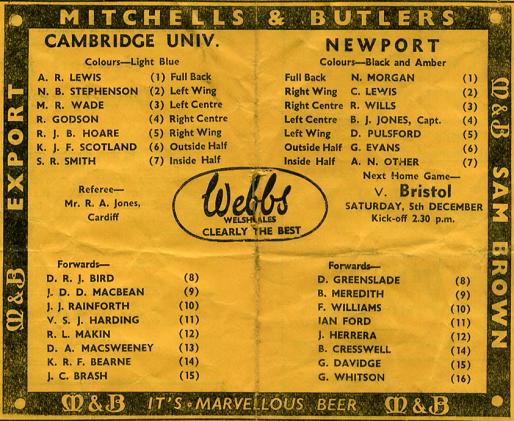 MITCHELLS & BUTLERS
EXPORT
M&B
M&B
SAM BROWN
CAMBRIDGE UNIV.
Colours—Light Blue
A. R. LEWIS (1) Full Back
N. B. STEPHENSON (2) Left Wing
M. R. WADE (3) Left Centre
R. GODSON (4) Right Centre
R. J. B. HOARE (5) Right Wing
K. J. F. SCOTLAND (6) Outside Half
S. R. SMITH (7) Inside Half
Referee—
Mr. R. A. Jones,
Cardiff
NEWPORT
Colours—Black and Amber
Full Back N. MORGAN (1)
Right Wing C. LEWIS (2)
Right Centre R. WILLS (3)
Left Centre B. J. JONES, Capt. (4)
Left Wing D. PULSFORD (5)
Outside Half G. EVANS (6)
Inside Half A. N. OTHER (7)
Next Home Game—
V. Bristol
SATURDAY, 5th DECEMBER
Kick-off 2.30 p.m.
Webbs
WELSH ALES
CLEARLY THE BEST
Forwards—
D. R. J. BIRD (8)
J. D. D. MACBEAN (9)
J. J. RAINFORTH (10)
V. S. J. HARDING (11)
R. L. MAKIN (12)
D. A. MACSWEENEY (13)
K. R. F. BEARNE (14)
J. C. BRASH (15)
Forwards—
D. GREENSLADE (8)
B. MEREDITH (9)
F. WILLIAMS (10)
IAN FORD (11)
J. HERRERA (12)
B. CRESSWELL (14)
G. DAVIDGE (15)
G. WHITSON (16)
M&B IT'S MARVELLOUS BEER M&B